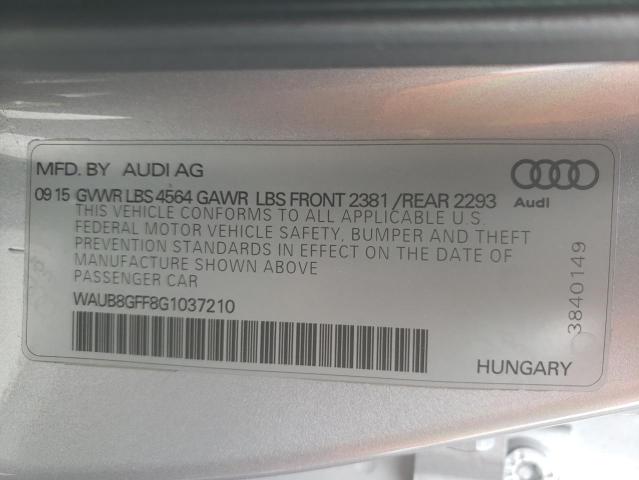 MFD. BY AUDI AG
Audi
09 15 GVWR LBS 4564 GAWR LBS FRONT 2381 /REAR 2293
THIS VEHICLE CONFORMS TO ALL APPLICABLE U.S.
FEDERAL MOTOR VEHICLE SAFETY, BUMPER AND THEFT
PREVENTION STANDARDS IN EFFECT ON THE DATE OF
MANUFACTURE SHOWN ABOVE
PASSENGER CAR
WAUB8GFF8G1037210
HUNGARY
3840149